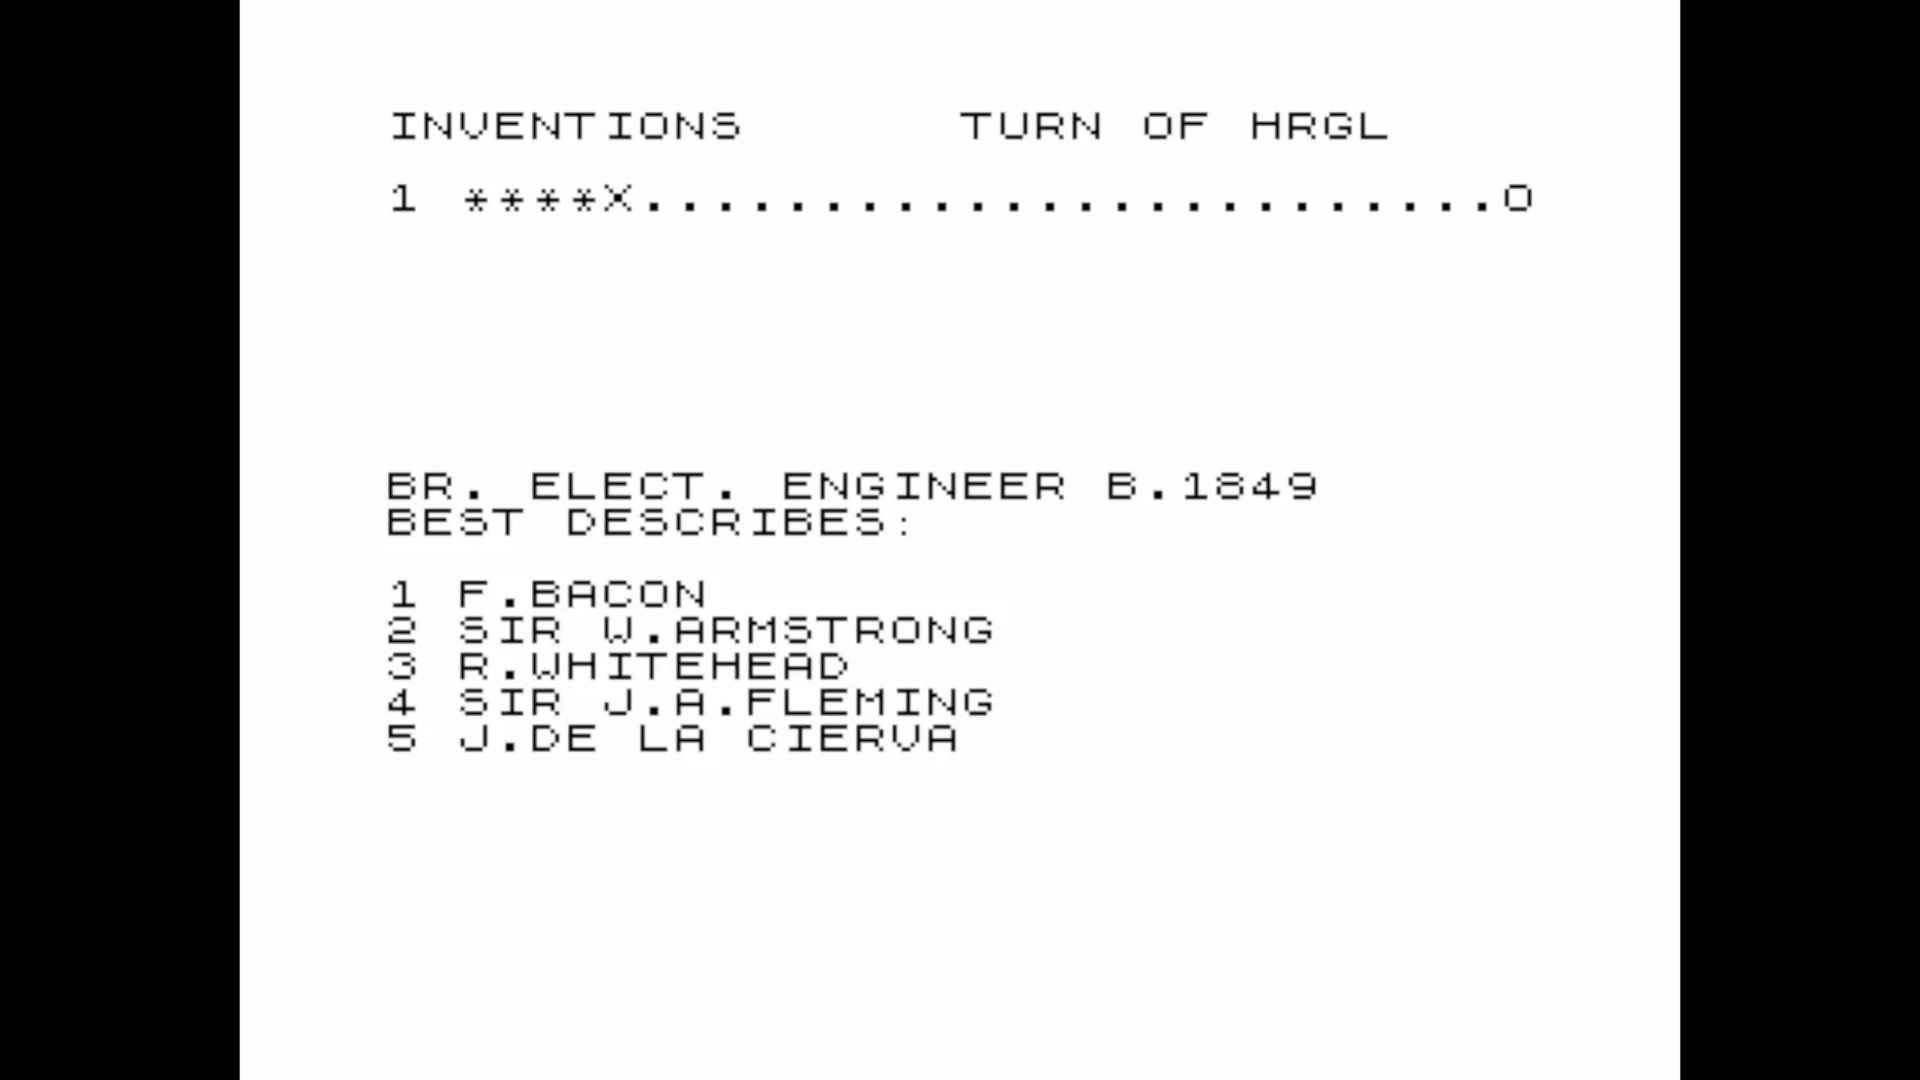 INVENTIONS TURN OF HRGL
1 ****X........................O
BR. ELECT. ENGINEER B.1849
BEST DESCRIBES:
1 F.BACON
2 SIR W.ARMSTRONG
3 R.WHITEHEAD
4 SIR J.A.FLEMING
5 J.DE LA CIERVA